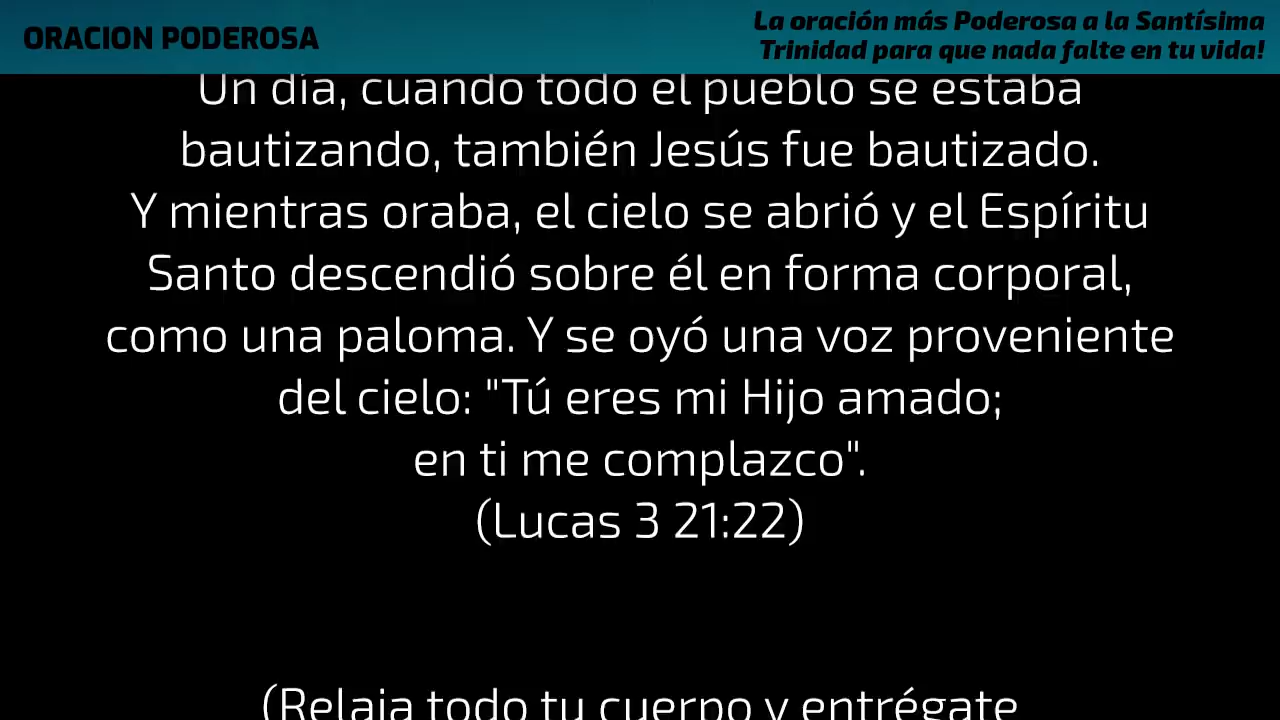 ORACION PODEROSA
La oración más Poderosa a la Santísima
Trinidad para que nada falte en tu vida!
Un día, cuando todo el pueblo se estaba
bautizando, también Jesús fue bautizado.
Y mientras oraba, el cielo se abrió y el Espíritu
Santo descendió sobre él en forma corporal,
como una paloma. Y se oyó una voz proveniente
del cielo: "Tú eres mi Hijo amado;
en ti me complazco".
(Lucas 3 21:22)
(Relaja todo tu cuerpo y entrégate